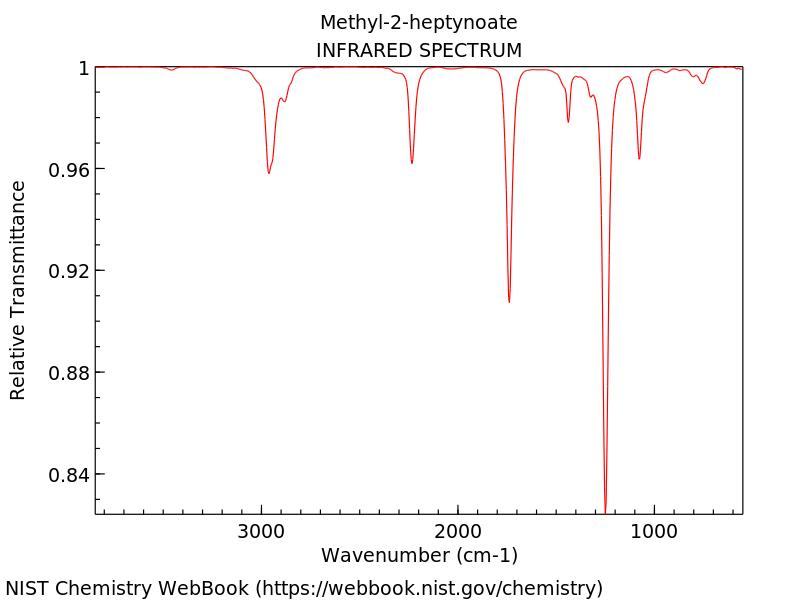 Methyl-2-heptynoate
INFRARED SPECTRUM
1
0.96
0.92
0.88
0.84
Relative Transmittance
3000
2000
1000
Wavenumber (cm-1)
NIST Chemistry WebBook (https://webbook.nist.gov/chemistry)